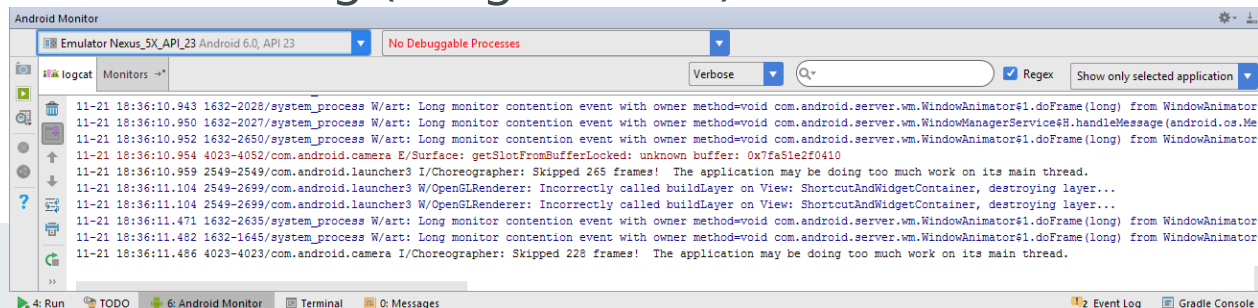 Android Monitor
Emulator Nexus_5X_API_23 Android 6.0, API 23 No Debuggable Processes
logcat Monitors Verbose Regex Show only selected application
11-21 18:36:10.943 1632-2028/system_process W/art: Long monitor contention event with owner method=void com.android.server.wm.WindowAnimator$1.doFrame(long) from WindowAnimator
11-21 18:36:10.950 1632-2027/system_process W/art: Long monitor contention event with owner method=void com.android.server.wm.WindowManagerService$H.handleMessage(android.os.Me
11-21 18:36:10.952 1632-2650/system_process W/art: Long monitor contention event with owner method=void com.android.server.wm.WindowAnimator$1.doFrame(long) from WindowAnimator
11-21 18:36:10.954 4023-4052/com.android.camera E/Surface: getSlotFromBufferLocked: unknown buffer: 0x7fa51e2f0410
11-21 18:36:10.959 2549-2549/com.android.launcher3 I/Choreographer: Skipped 265 frames! The application may be doing too much work on its main thread.
11-21 18:36:11.104 2549-2699/com.android.launcher3 W/OpenGLRenderer: Incorrectly called buildLayer on View: ShortcutAndWidgetContainer, destroying layer...
11-21 18:36:11.104 2549-2699/com.android.launcher3 W/OpenGLRenderer: Incorrectly called buildLayer on View: ShortcutAndWidgetContainer, destroying layer...
11-21 18:36:11.471 1632-2635/system_process W/art: Long monitor contention event with owner method=void com.android.server.wm.WindowAnimator$1.doFrame(long) from WindowAnimator
11-21 18:36:11.482 1632-1645/system_process W/art: Long monitor contention event with owner method=void com.android.server.wm.WindowAnimator$1.doFrame(long) from WindowAnimator
11-21 18:36:11.486 4023-4023/com.android.camera I/Choreographer: Skipped 228 frames! The application may be doing too much work on its main thread.
4: Run TODO 6: Android Monitor Terminal 0: Messages 2 Event Log Gradle Console